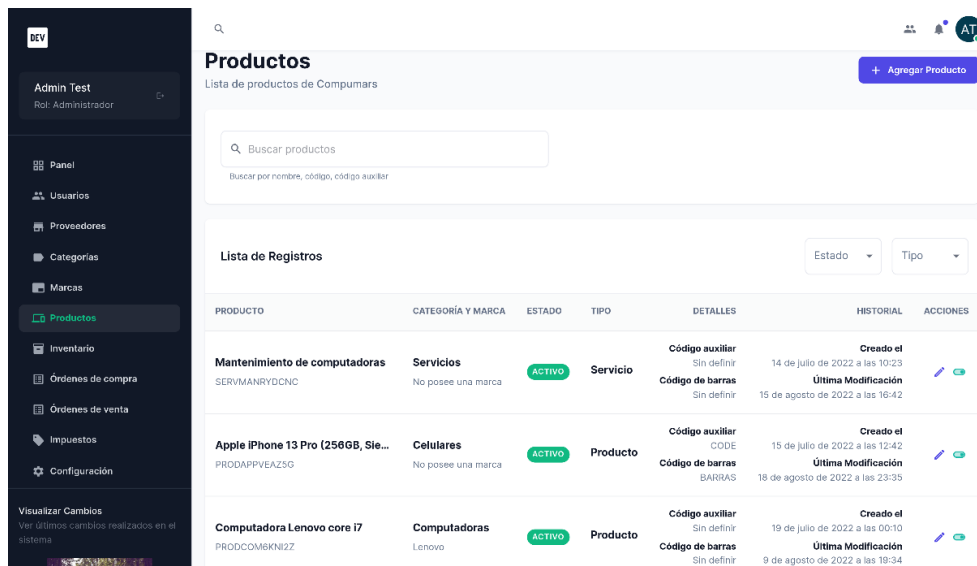 DEV
AT
Admin Test
Rol: Administrador
Panel
Usuarios
Proveedores
Categorías
Marcas
Productos
Inventario
Órdenes de compra
Órdenes de venta
Impuestos
Configuración
Visualizar Cambios
Ver últimos cambios realizados en el
sistema
Productos
Lista de productos de Compumars
+ Agregar Producto
Buscar productos
Buscar por nombre, código, código auxiliar
Lista de Registros
Estado
Tipo
PRODUCTO CATEGORÍA Y MARCA ESTADO TIPO DETALLES HISTORIAL ACCIONES
Mantenimiento de computadoras
SERVMANRYDCNC
Servicios
No posee una marca
ACTIVO
Servicio
Código auxiliar
Sin definir
Código de barras
Sin definir
Creado el
14 de julio de 2022 a las 10:23
Última Modificación
15 de agosto de 2022 a las 16:42
Apple iPhone 13 Pro (256GB, Sie...
PRODAPPVEAZ5G
Celulares
No posee una marca
ACTIVO
Producto
Código auxiliar
CODE
Código de barras
BARRAS
Creado el
15 de julio de 2022 a las 12:42
Última Modificación
18 de agosto de 2022 a las 23:35
Computadora Lenovo core i7
PRODCOM6KNI2Z
Computadoras
Lenovo
ACTIVO
Producto
Código auxiliar
Sin definir
Código de barras
Sin definir
Creado el
19 de julio de 2022 a las 00:10
Última Modificación
9 de agosto de 2022 a las 19:34